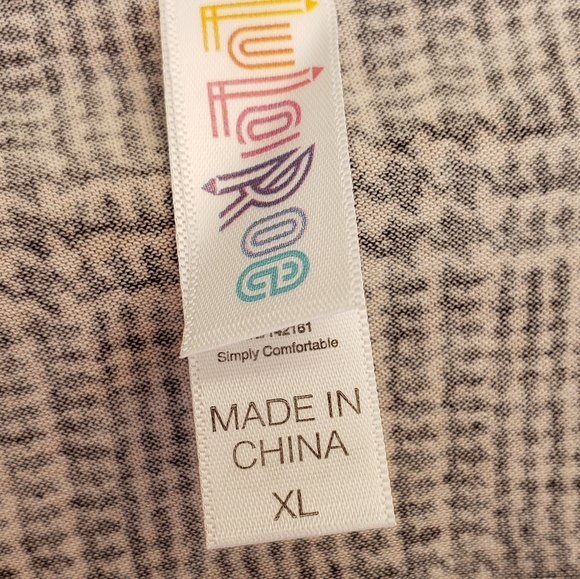 LuLaRoe
Simply Comfortable
MADE IN
CHINA
XL